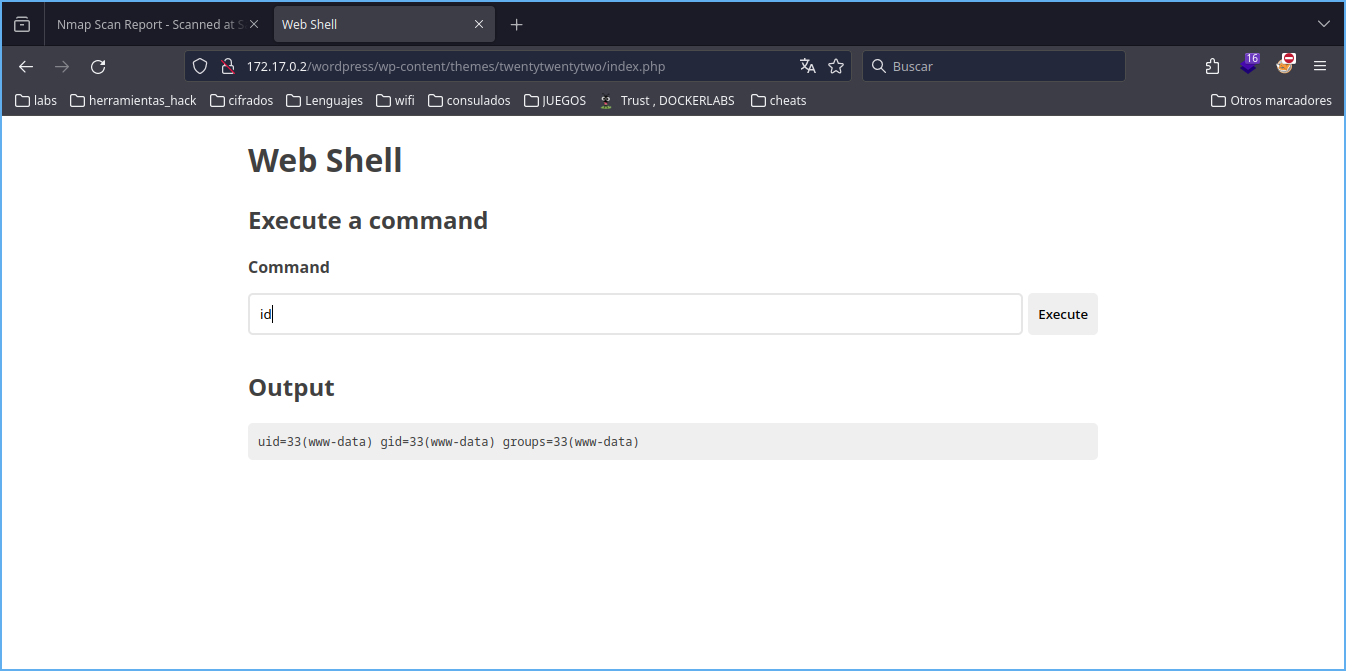 Nmap Scan Report - Scanned at S
Web Shell
172.17.0.2/wordpress/wp-content/themes/twentytwentytwo/index.php
Buscar
16
labs herramientas_hack cifrados Lenguajes wifi consulados JUEGOS Trust , DOCKERLABS cheats Otros marcadores
Web Shell
Execute a command
Command
id
Execute
Output
uid=33(www-data) gid=33(www-data) groups=33(www-data)